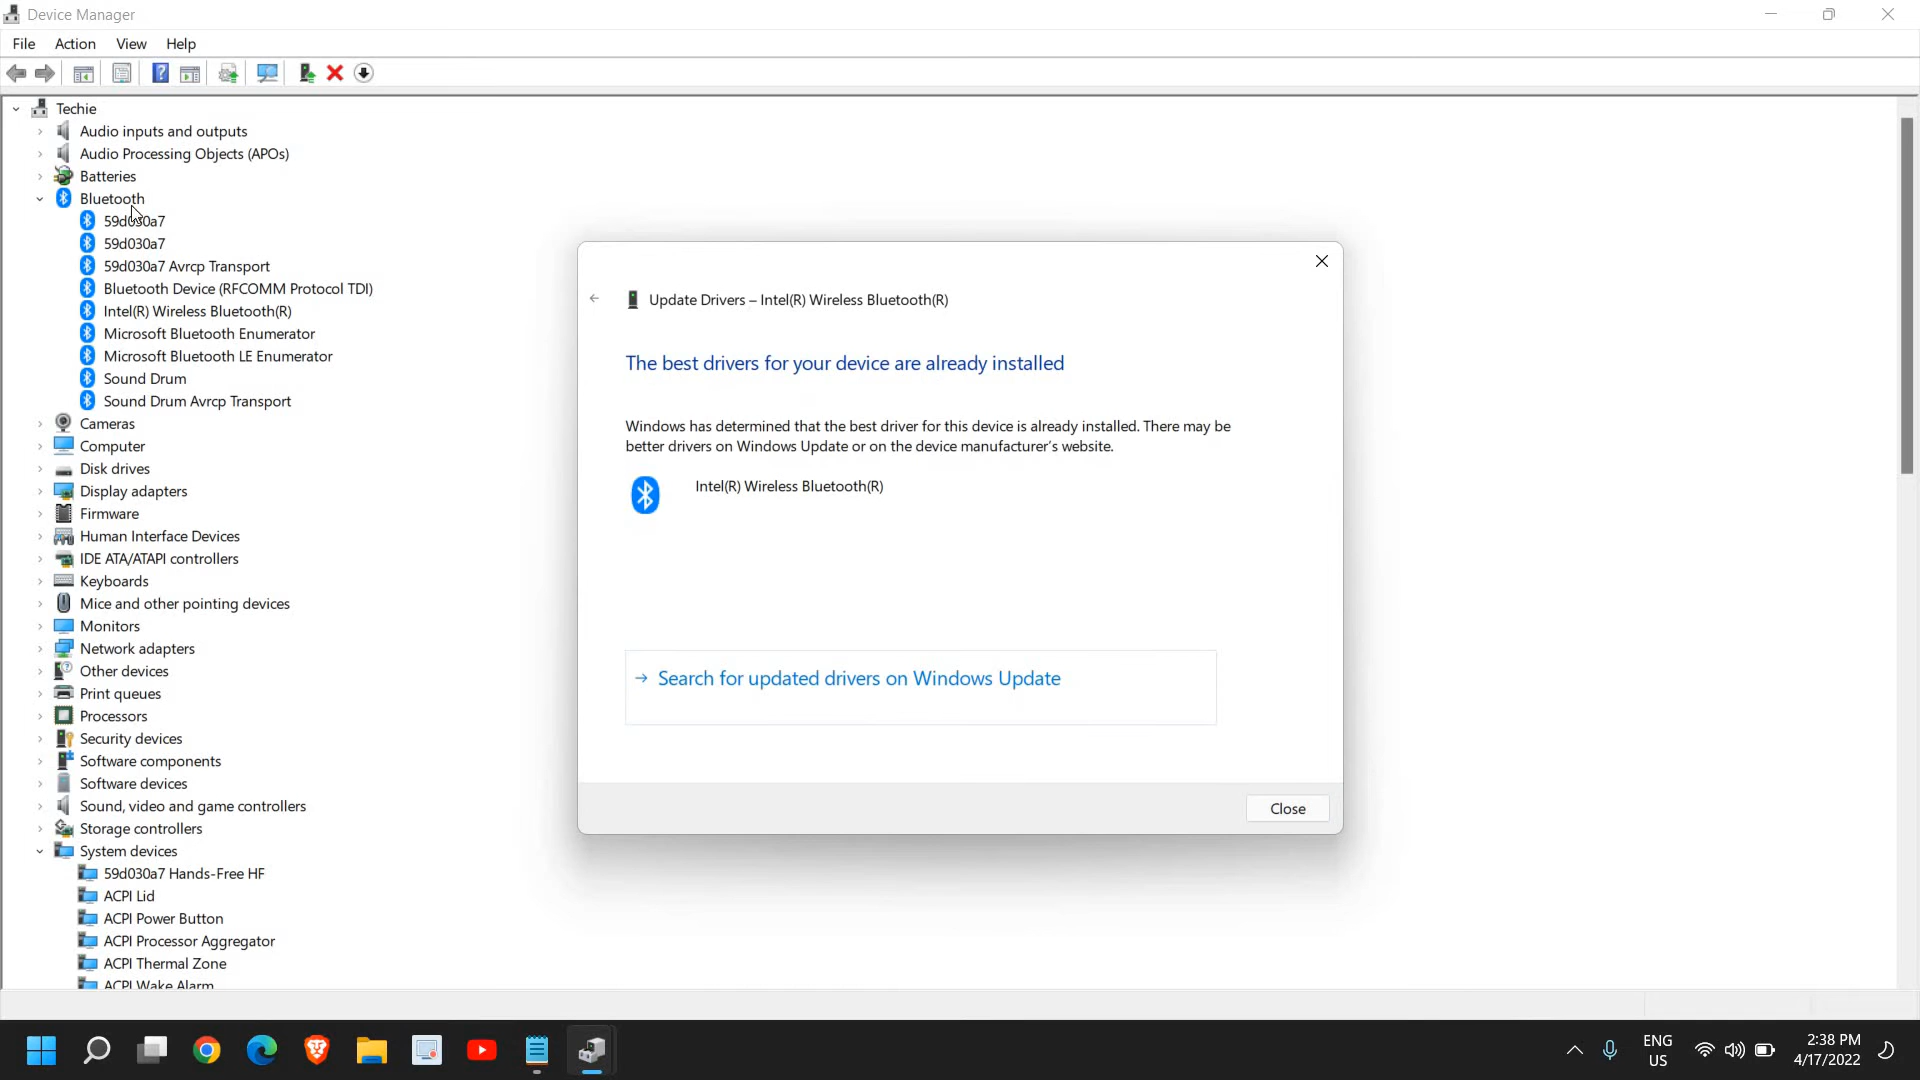 Device Manager
File Action View Help
Techie
Audio inputs and outputs
Audio Processing Objects (APOs)
Batteries
Bluetooth
59d030a7
59d030a7
59d030a7 Avrcp Transport
Bluetooth Device (RFCOMM Protocol TDI)
Intel(R) Wireless Bluetooth(R)
Microsoft Bluetooth Enumerator
Microsoft Bluetooth LE Enumerator
Sound Drum
Sound Drum Avrcp Transport
Cameras
Computer
Disk drives
Display adapters
Firmware
Human Interface Devices
IDE ATA/ATAPI controllers
Keyboards
Mice and other pointing devices
Monitors
Network adapters
Other devices
Print queues
Processors
Security devices
Software components
Software devices
Sound, video and game controllers
Storage controllers
System devices
59d030a7 Hands-Free HF
ACPI Lid
ACPI Power Button
ACPI Processor Aggregator
ACPI Thermal Zone
ACPI Wake Alarm
Update Drivers – Intel(R) Wireless Bluetooth(R)
The best drivers for your device are already installed
Windows has determined that the best driver for this device is already installed. There may be
better drivers on Windows Update or on the device manufacturer's website.
Intel(R) Wireless Bluetooth(R)
Search for updated drivers on Windows Update
Close
ENG
US
2:38 PM
4/17/2022